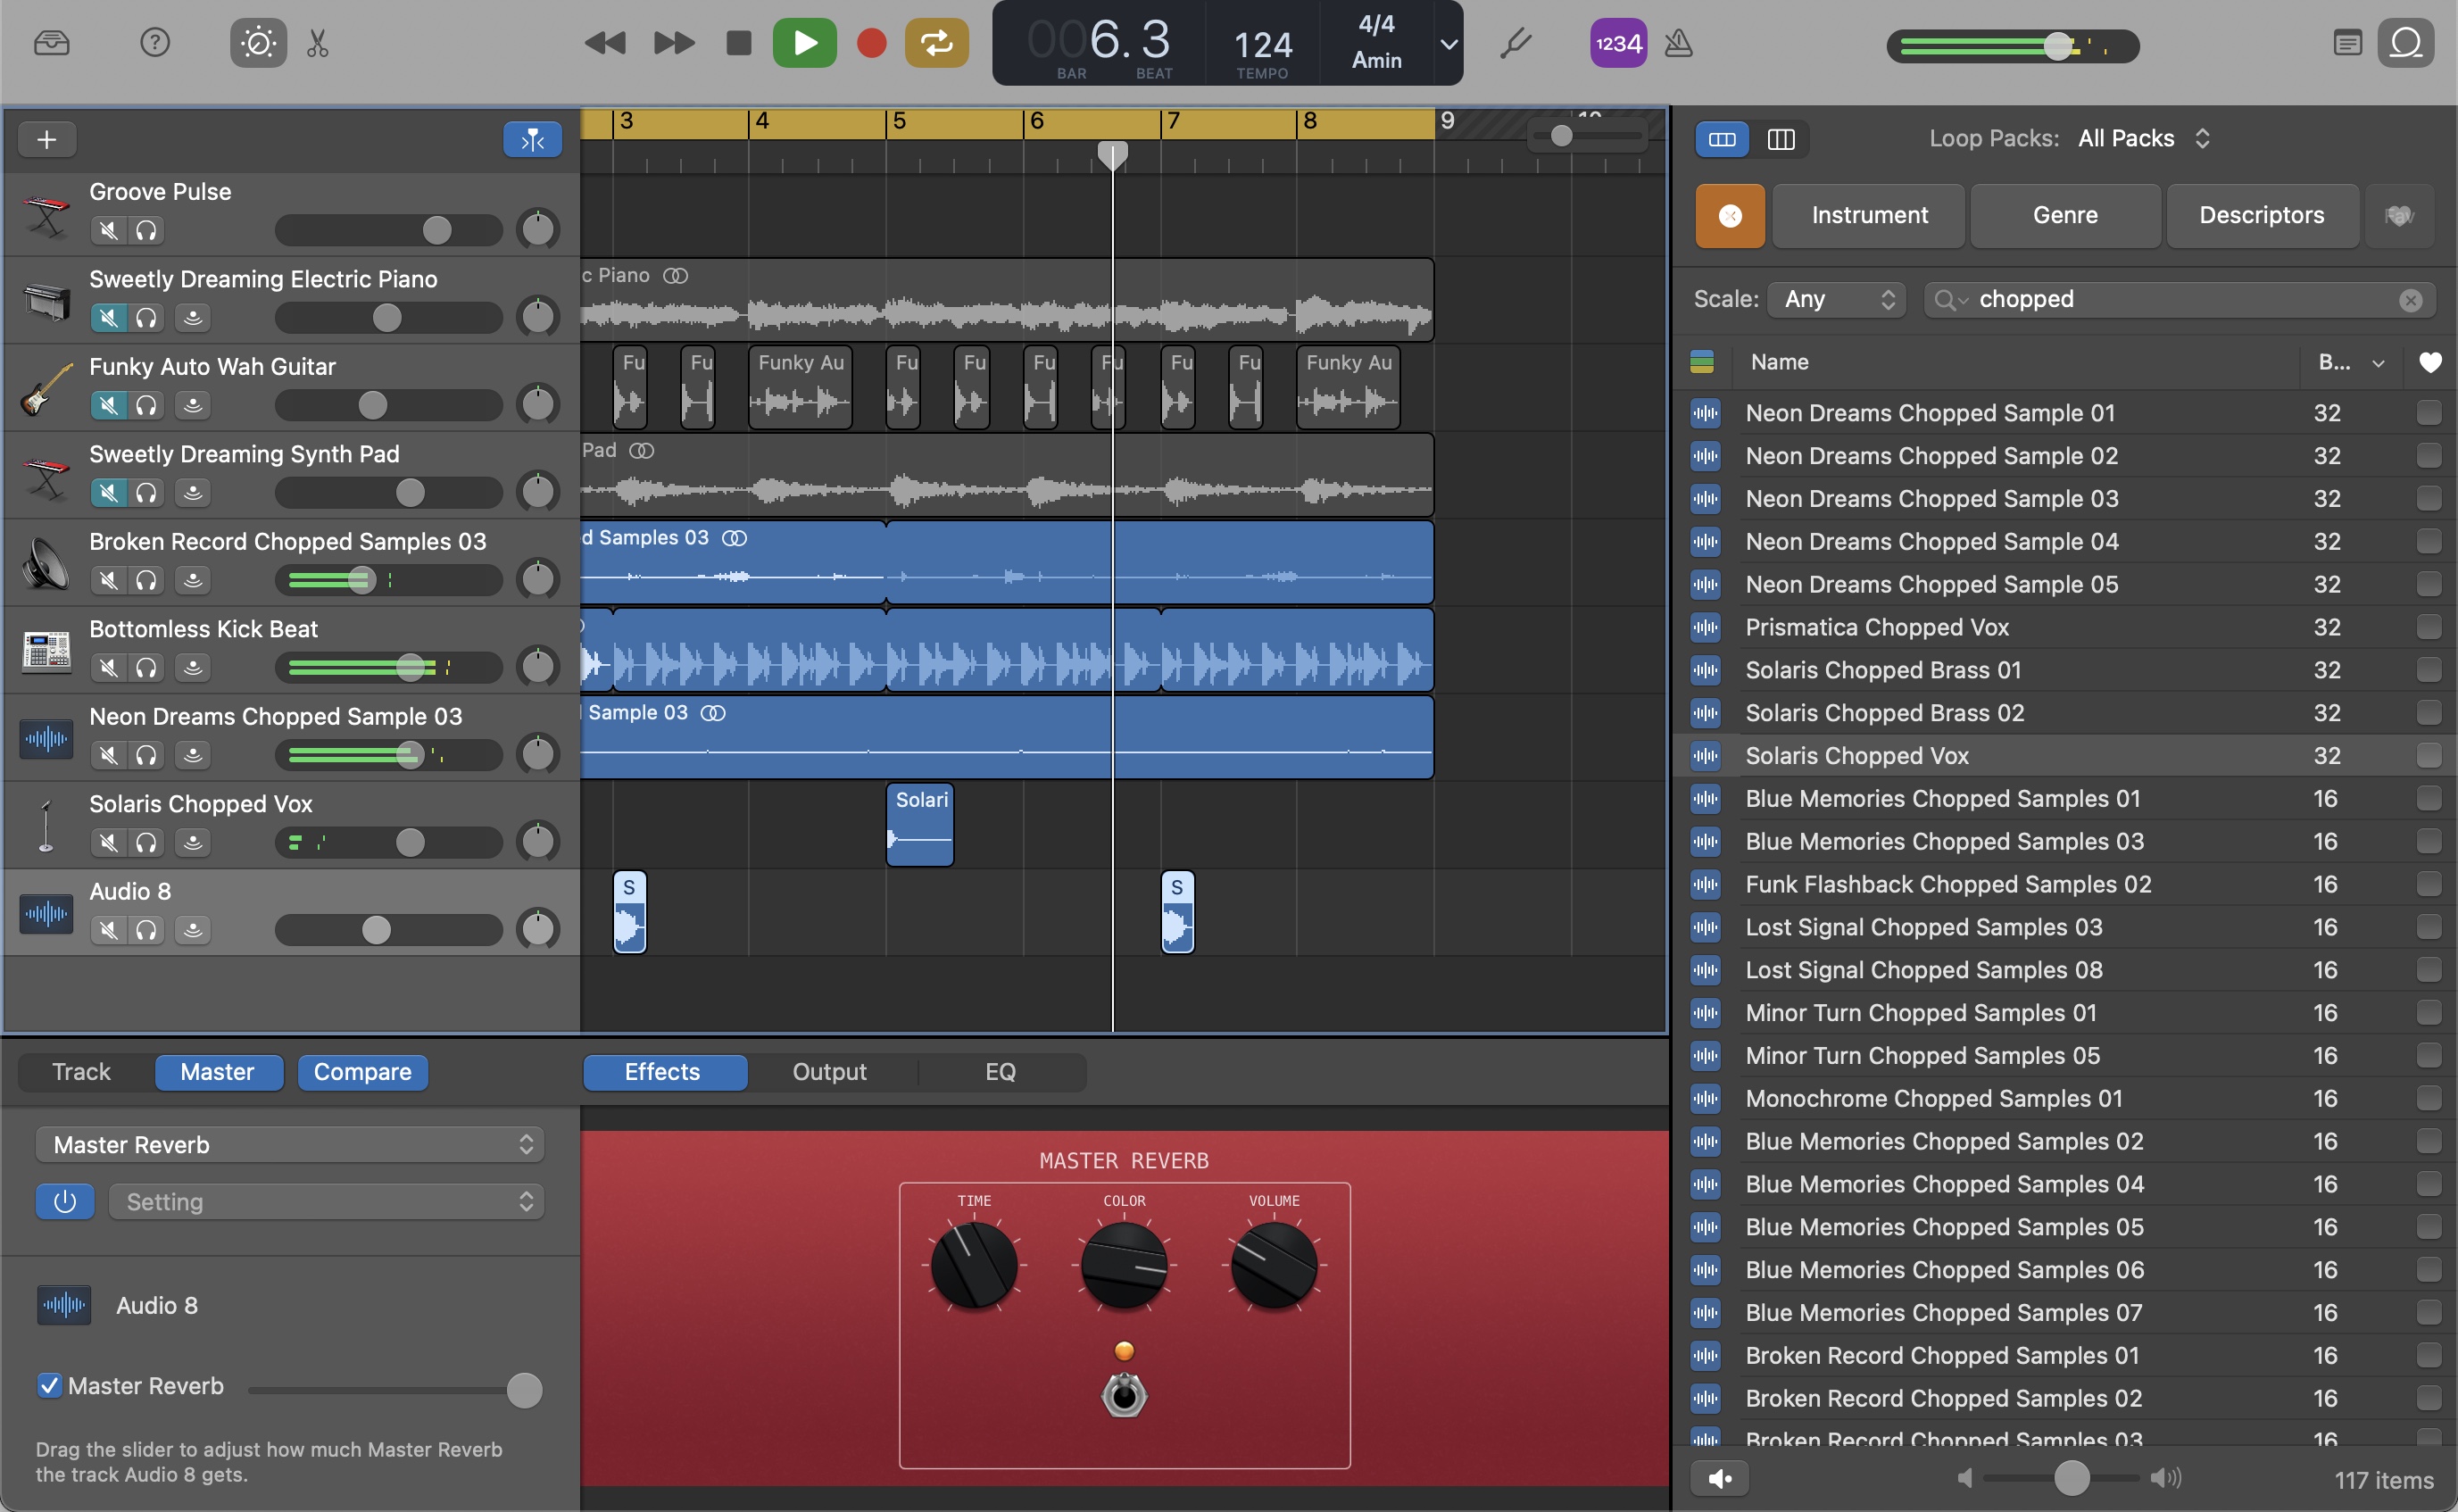 006.3
BAR
BEAT
124
TEMPO
4/4
Amin
1234
3
4
5
6
7
8
9
Groove Pulse
Sweetly Dreaming Electric Piano
c Piano
Funky Auto Wah Guitar
Fu
Fu
Funky Au
Fu
Fu
Fu
Fu
Fu
Fu
Funky Au
Sweetly Dreaming Synth Pad
Pad
Broken Record Chopped Samples 03
d Samples 03
Bottomless Kick Beat
Neon Dreams Chopped Sample 03
Sample 03
Solaris Chopped Vox
Solari
Audio 8
S
S
Track
Master
Compare
Effects
Output
EQ
Master Reverb
Setting
Audio 8
Master Reverb
Drag the slider to adjust how much Master Reverb
the track Audio 8 gets.
MASTER REVERB
TIME
COLOR
VOLUME
Loop Packs: All Packs
Instrument
Genre
Descriptors
Fav
Scale: Any
chopped
Name
B...
Neon Dreams Chopped Sample 01 32
Neon Dreams Chopped Sample 02 32
Neon Dreams Chopped Sample 03 32
Neon Dreams Chopped Sample 04 32
Neon Dreams Chopped Sample 05 32
Prismatica Chopped Vox 32
Solaris Chopped Brass 01 32
Solaris Chopped Brass 02 32
Solaris Chopped Vox 32
Blue Memories Chopped Samples 01 16
Blue Memories Chopped Samples 03 16
Funk Flashback Chopped Samples 02 16
Lost Signal Chopped Samples 03 16
Lost Signal Chopped Samples 08 16
Minor Turn Chopped Samples 01 16
Minor Turn Chopped Samples 05 16
Monochrome Chopped Samples 01 16
Blue Memories Chopped Samples 02 16
Blue Memories Chopped Samples 04 16
Blue Memories Chopped Samples 05 16
Blue Memories Chopped Samples 06 16
Blue Memories Chopped Samples 07 16
Broken Record Chopped Samples 01 16
Broken Record Chopped Samples 02 16
Broken Record Chopped Samples 03 16
117 items